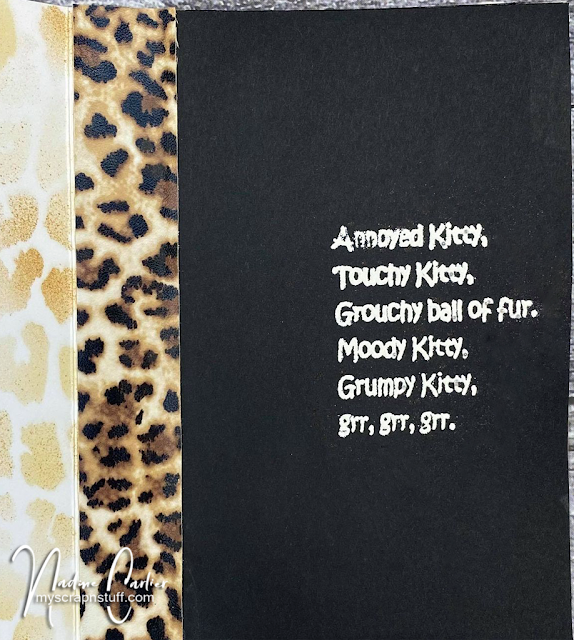 Annoyed Kitty,
Touchy Kitty,
Grouchy ball of fur.
Moody Kitty,
Grumpy Kitty,
grr, grr, grr.
Nadine Carlier
myscrapnstuff.com